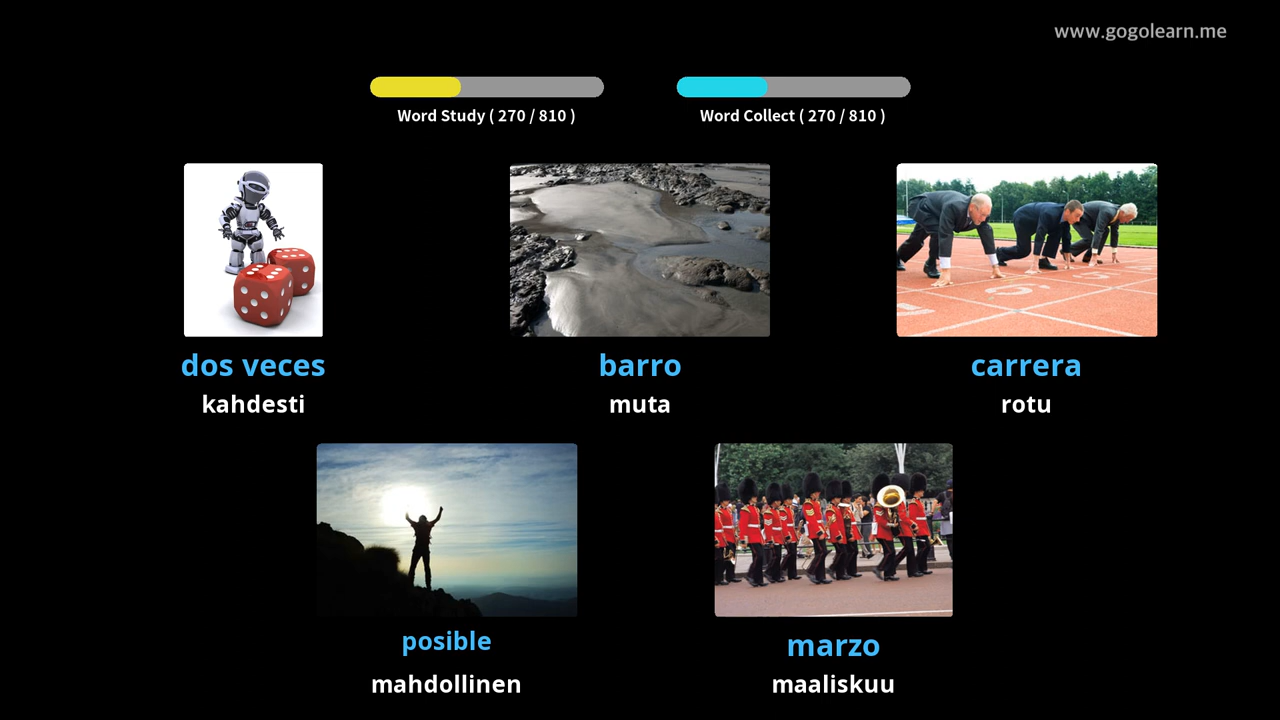 www.gogolearn.me
Word Study ( 270 / 810 )
Word Collect ( 270 / 810 )
dos veces
kahdesti
barro
muta
carrera
rotu
posible
mahdollinen
marzo
maaliskuu